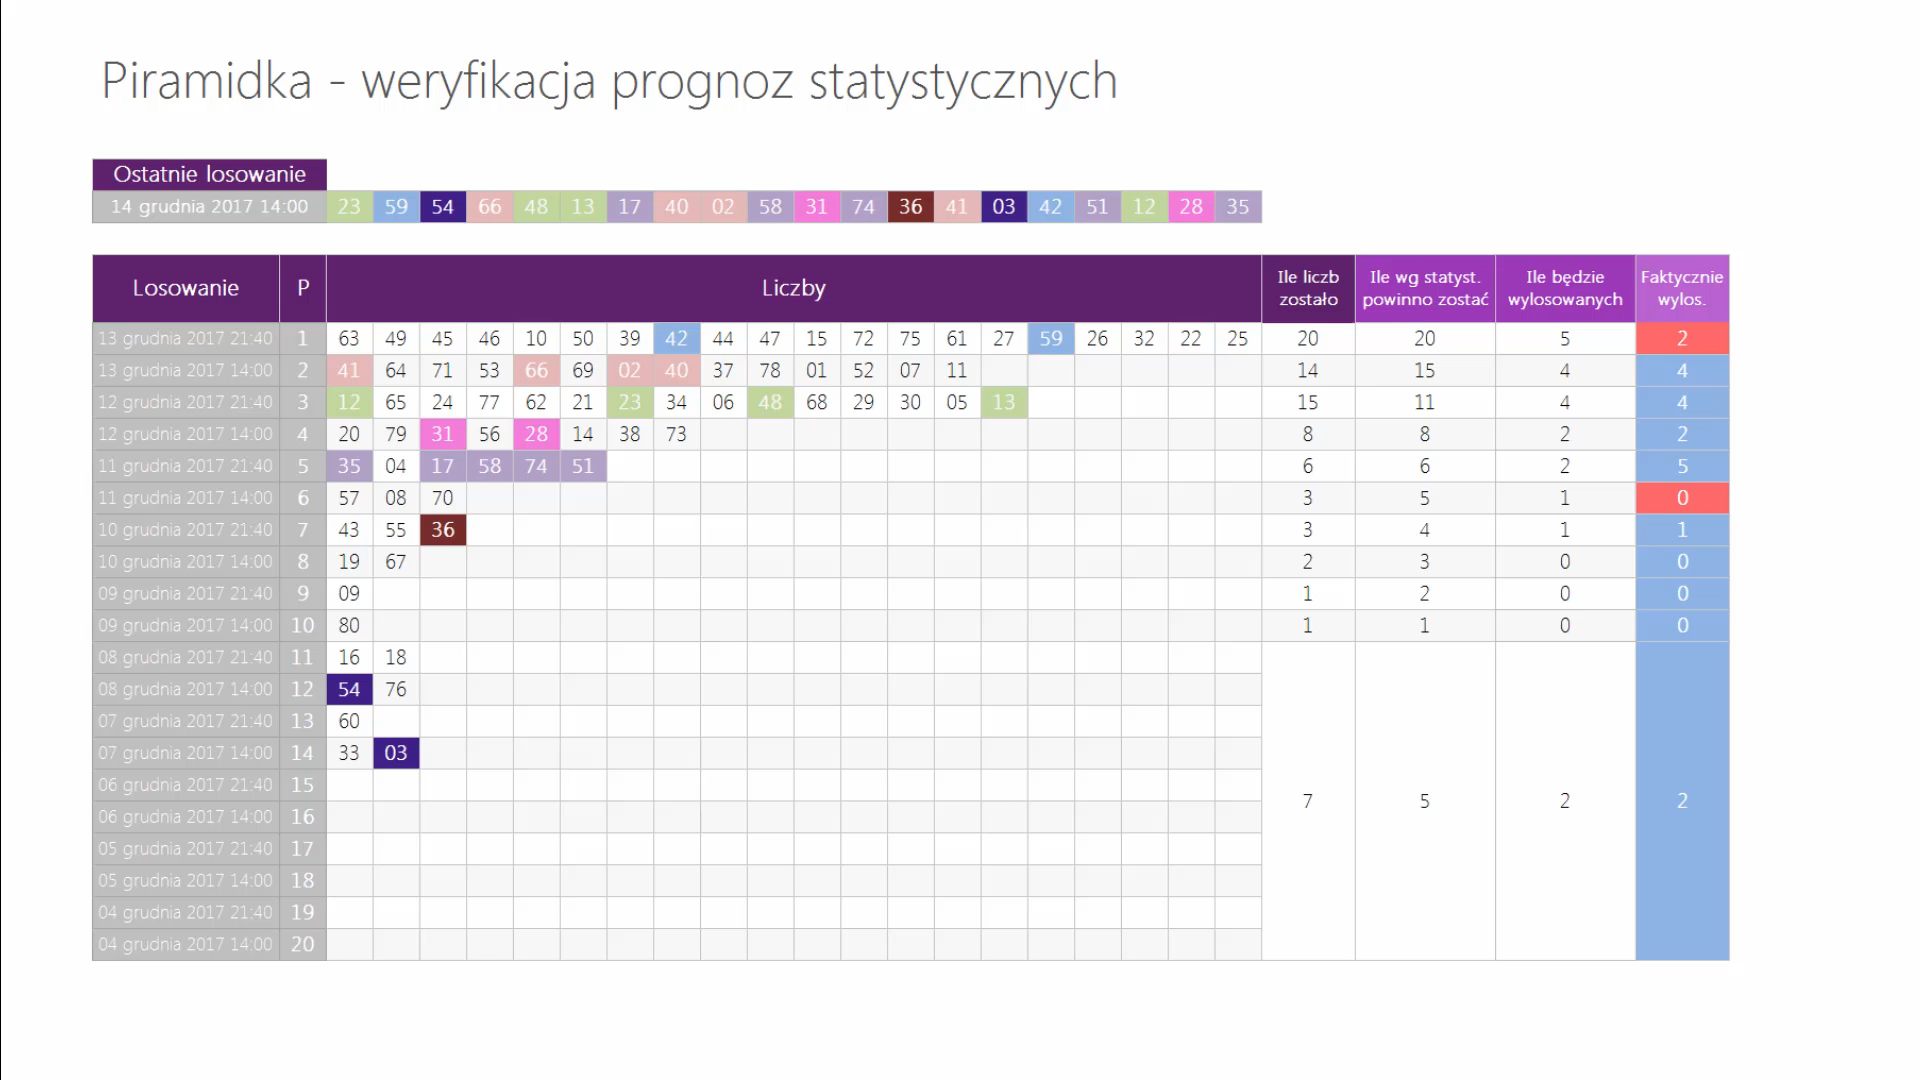 Piramidka - weryfikacja prognoz statystycznych
Ostatnie losowanie
14 grudnia 2017 14:00 23 59 54 66 48 13 17 40 02 58 31 74 36 41 03 42 51 12 28 35
Losowanie P Liczby Ile liczb zostało Ile wg statyst. powinno zostać Ile będzie wylosowanych Faktycznie wylos.
13 grudnia 2017 21:40 1 63 49 45 46 10 50 39 42 44 47 15 72 75 61 27 59 26 32 22 25 20 20 5 2
13 grudnia 2017 14:00 2 41 64 71 53 66 69 02 40 37 78 01 52 07 11 14 15 4 4
12 grudnia 2017 21:40 3 12 65 24 77 62 21 23 34 06 48 68 29 30 05 13 15 11 4 4
12 grudnia 2017 14:00 4 20 79 31 56 28 14 38 73 8 8 2 2
11 grudnia 2017 21:40 5 35 04 17 58 74 51 6 6 2 5
11 grudnia 2017 14:00 6 57 08 70 3 5 1 0
10 grudnia 2017 21:40 7 43 55 36 3 4 1 1
10 grudnia 2017 14:00 8 19 67 2 3 0 0
09 grudnia 2017 21:40 9 09 1 2 0 0
09 grudnia 2017 14:00 10 80 1 1 0 0
08 grudnia 2017 21:40 11 16 18
08 grudnia 2017 14:00 12 54 76
07 grudnia 2017 21:40 13 60
07 grudnia 2017 14:00 14 33 03
06 grudnia 2017 21:40 15
7 5 2 2
06 grudnia 2017 14:00 16
05 grudnia 2017 21:40 17
05 grudnia 2017 14:00 18
04 grudnia 2017 21:40 19
04 grudnia 2017 14:00 20